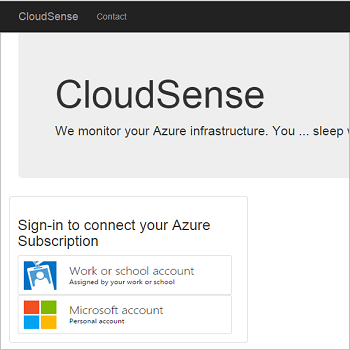 CloudSense Contact
CloudSense
We monitor your Azure infrastructure. You ... sleep
Sign-in to connect your Azure
Subscription
Work or school account
Assigned by your work or school
Microsoft account
Personal account